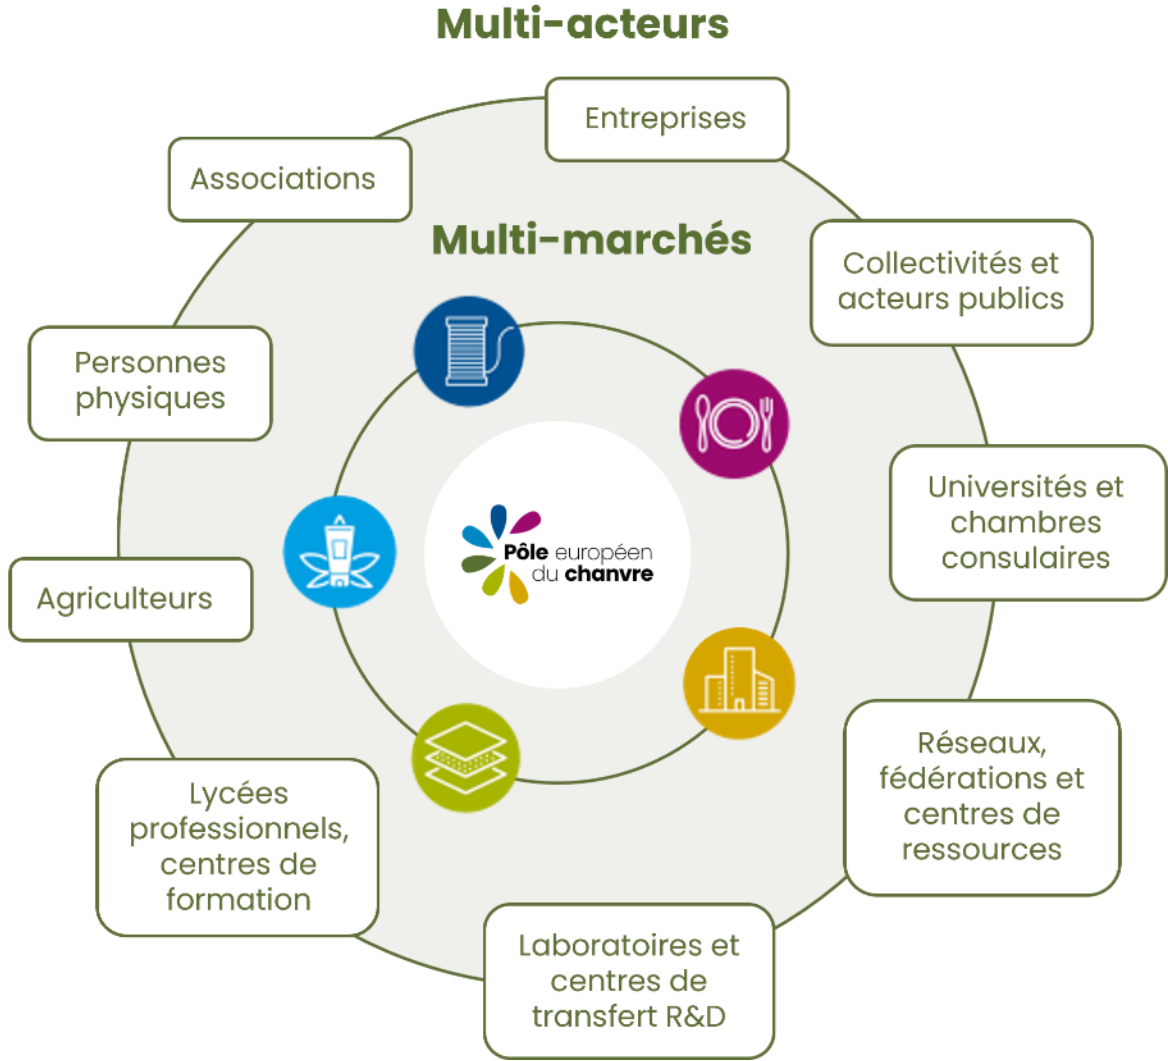 Multi-acteurs
Entreprises
Associations
Multi-marchés
Collectivités et
acteurs publics
Personnes
physiques
Universités et
chambres
consulaires
Pôle européen
du chanvre
Agriculteurs
Réseaux,
fédérations et
centres de
ressources
Lycées
professionnels,
centres de
formation
Laboratoires et
centres de
transfert R&D